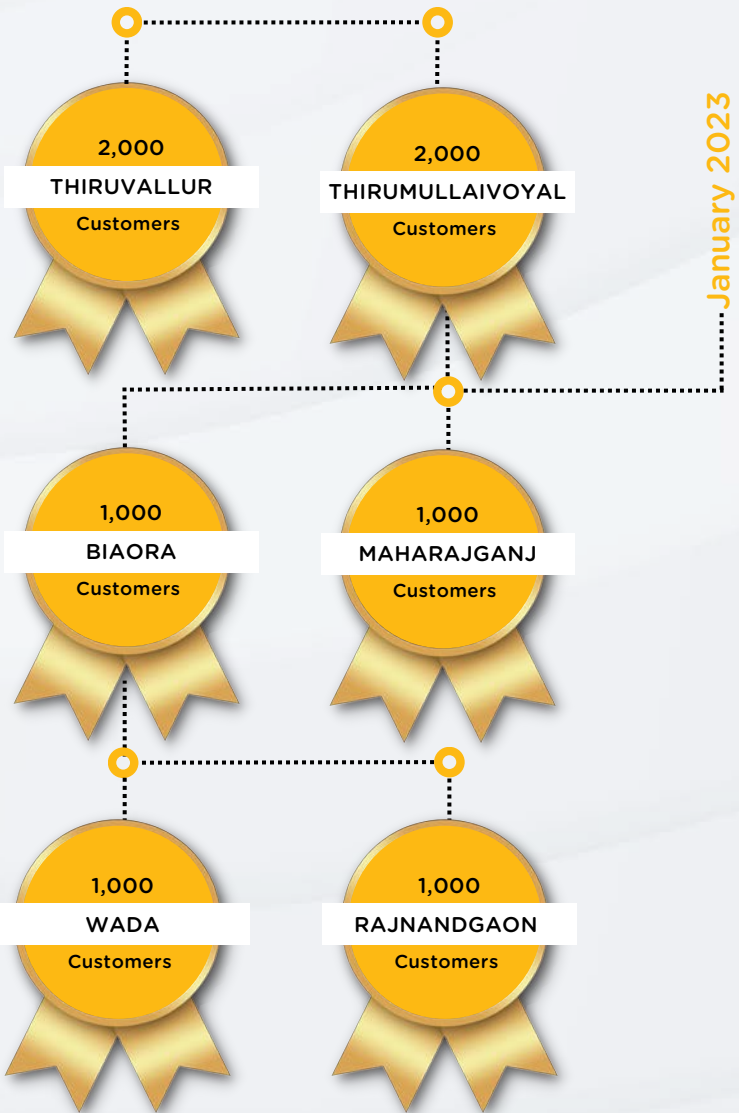 2,000
THIRUVALLUR
Customers
2,000
THIRUMULLAIVOYAL
Customers
January 2023
1,000
BIAORA
Customers
1,000
MAHARAJGANJ
Customers
1,000
WADA
Customers
1,000
RAJNANDGAON
Customers